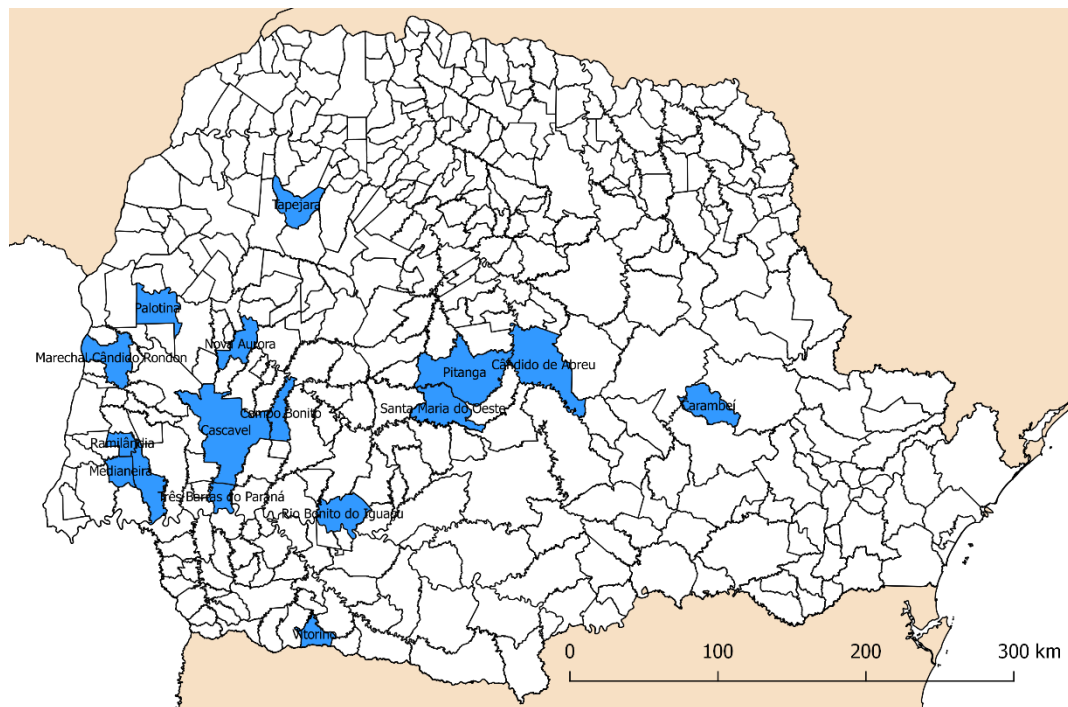 Tapejara
Palotina
Nova Aurora
Marechal Cândido Rondon
Pitanga
Cândido de Abreu
Santa Maria do Oeste
Carambeí
Campo Bonito
Cascavel
Ramilândia
Medianeira
Três Barras do Paraná
Rio Bonito do Iguaçu
Vitorino
0 100 200 300 km